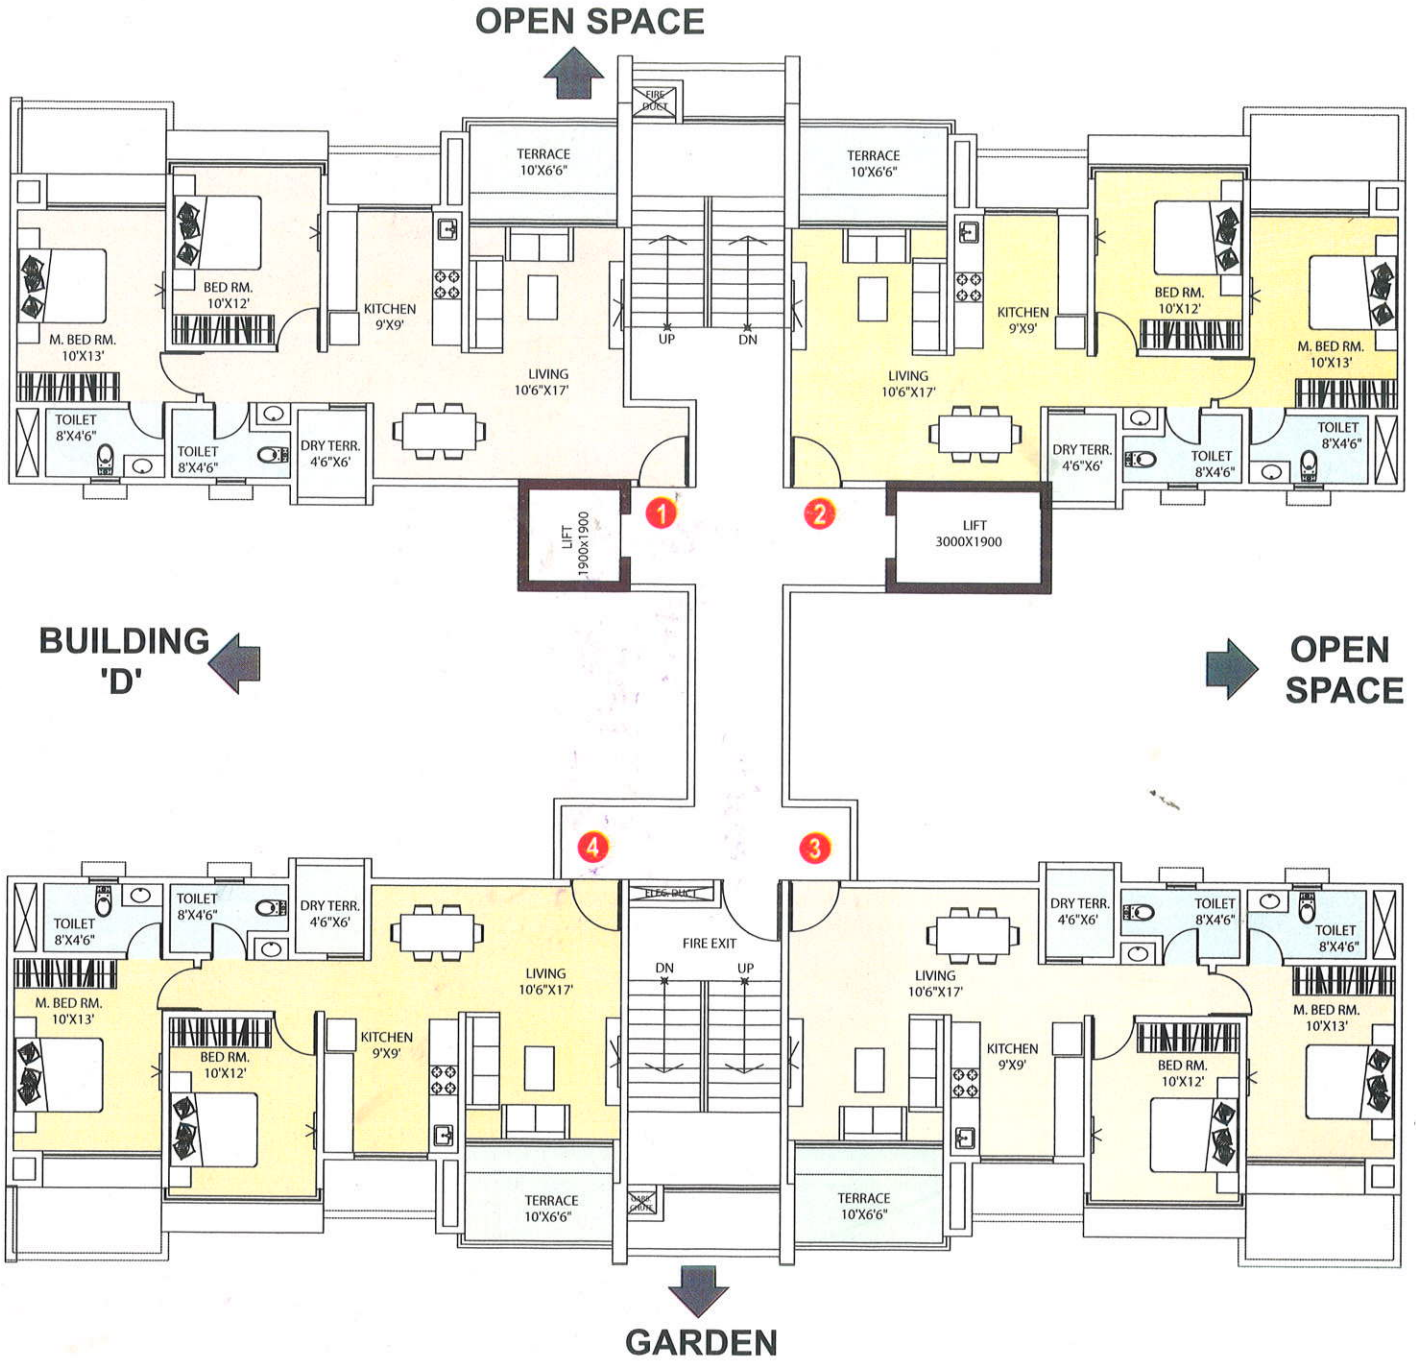 OPEN SPACE
FIRE
DUCT
TERRACE
10'X6'6"
TERRACE
10'X6'6"
BED RM.
10'X12'
M. BED RM.
10'X13'
KITCHEN
9'X9'
LIVING
10'6"X17'
UP
DN
LIVING
10'6"X17'
KITCHEN
9'X9'
BED RM.
10'X12'
M. BED RM.
10'X13'
TOILET
8'X4'6"
TOILET
8'X4'6"
DRY TERR.
4'6"X6'
DRY TERR.
4'6"X6'
TOILET
8'X4'6"
TOILET
8'X4'6"
LIFT
1900x1900
1
2
LIFT
3000X1900
BUILDING
'D'
OPEN
SPACE
4
3
TOILET
8'X4'6"
TOILET
8'X4'6"
DRY TERR.
4'6"X6'
ELEC. DUCT
FIRE EXIT
DRY TERR.
4'6"X6'
TOILET
8'X4'6"
TOILET
8'X4'6"
M. BED RM.
10'X13'
BED RM.
10'X12'
KITCHEN
9'X9'
LIVING
10'6"X17'
DN
UP
LIVING
10'6"X17'
KITCHEN
9'X9'
BED RM.
10'X12'
M. BED RM.
10'X13'
TERRACE
10'X6'6"
GARB.
CHUTE
TERRACE
10'X6'6"
GARDEN